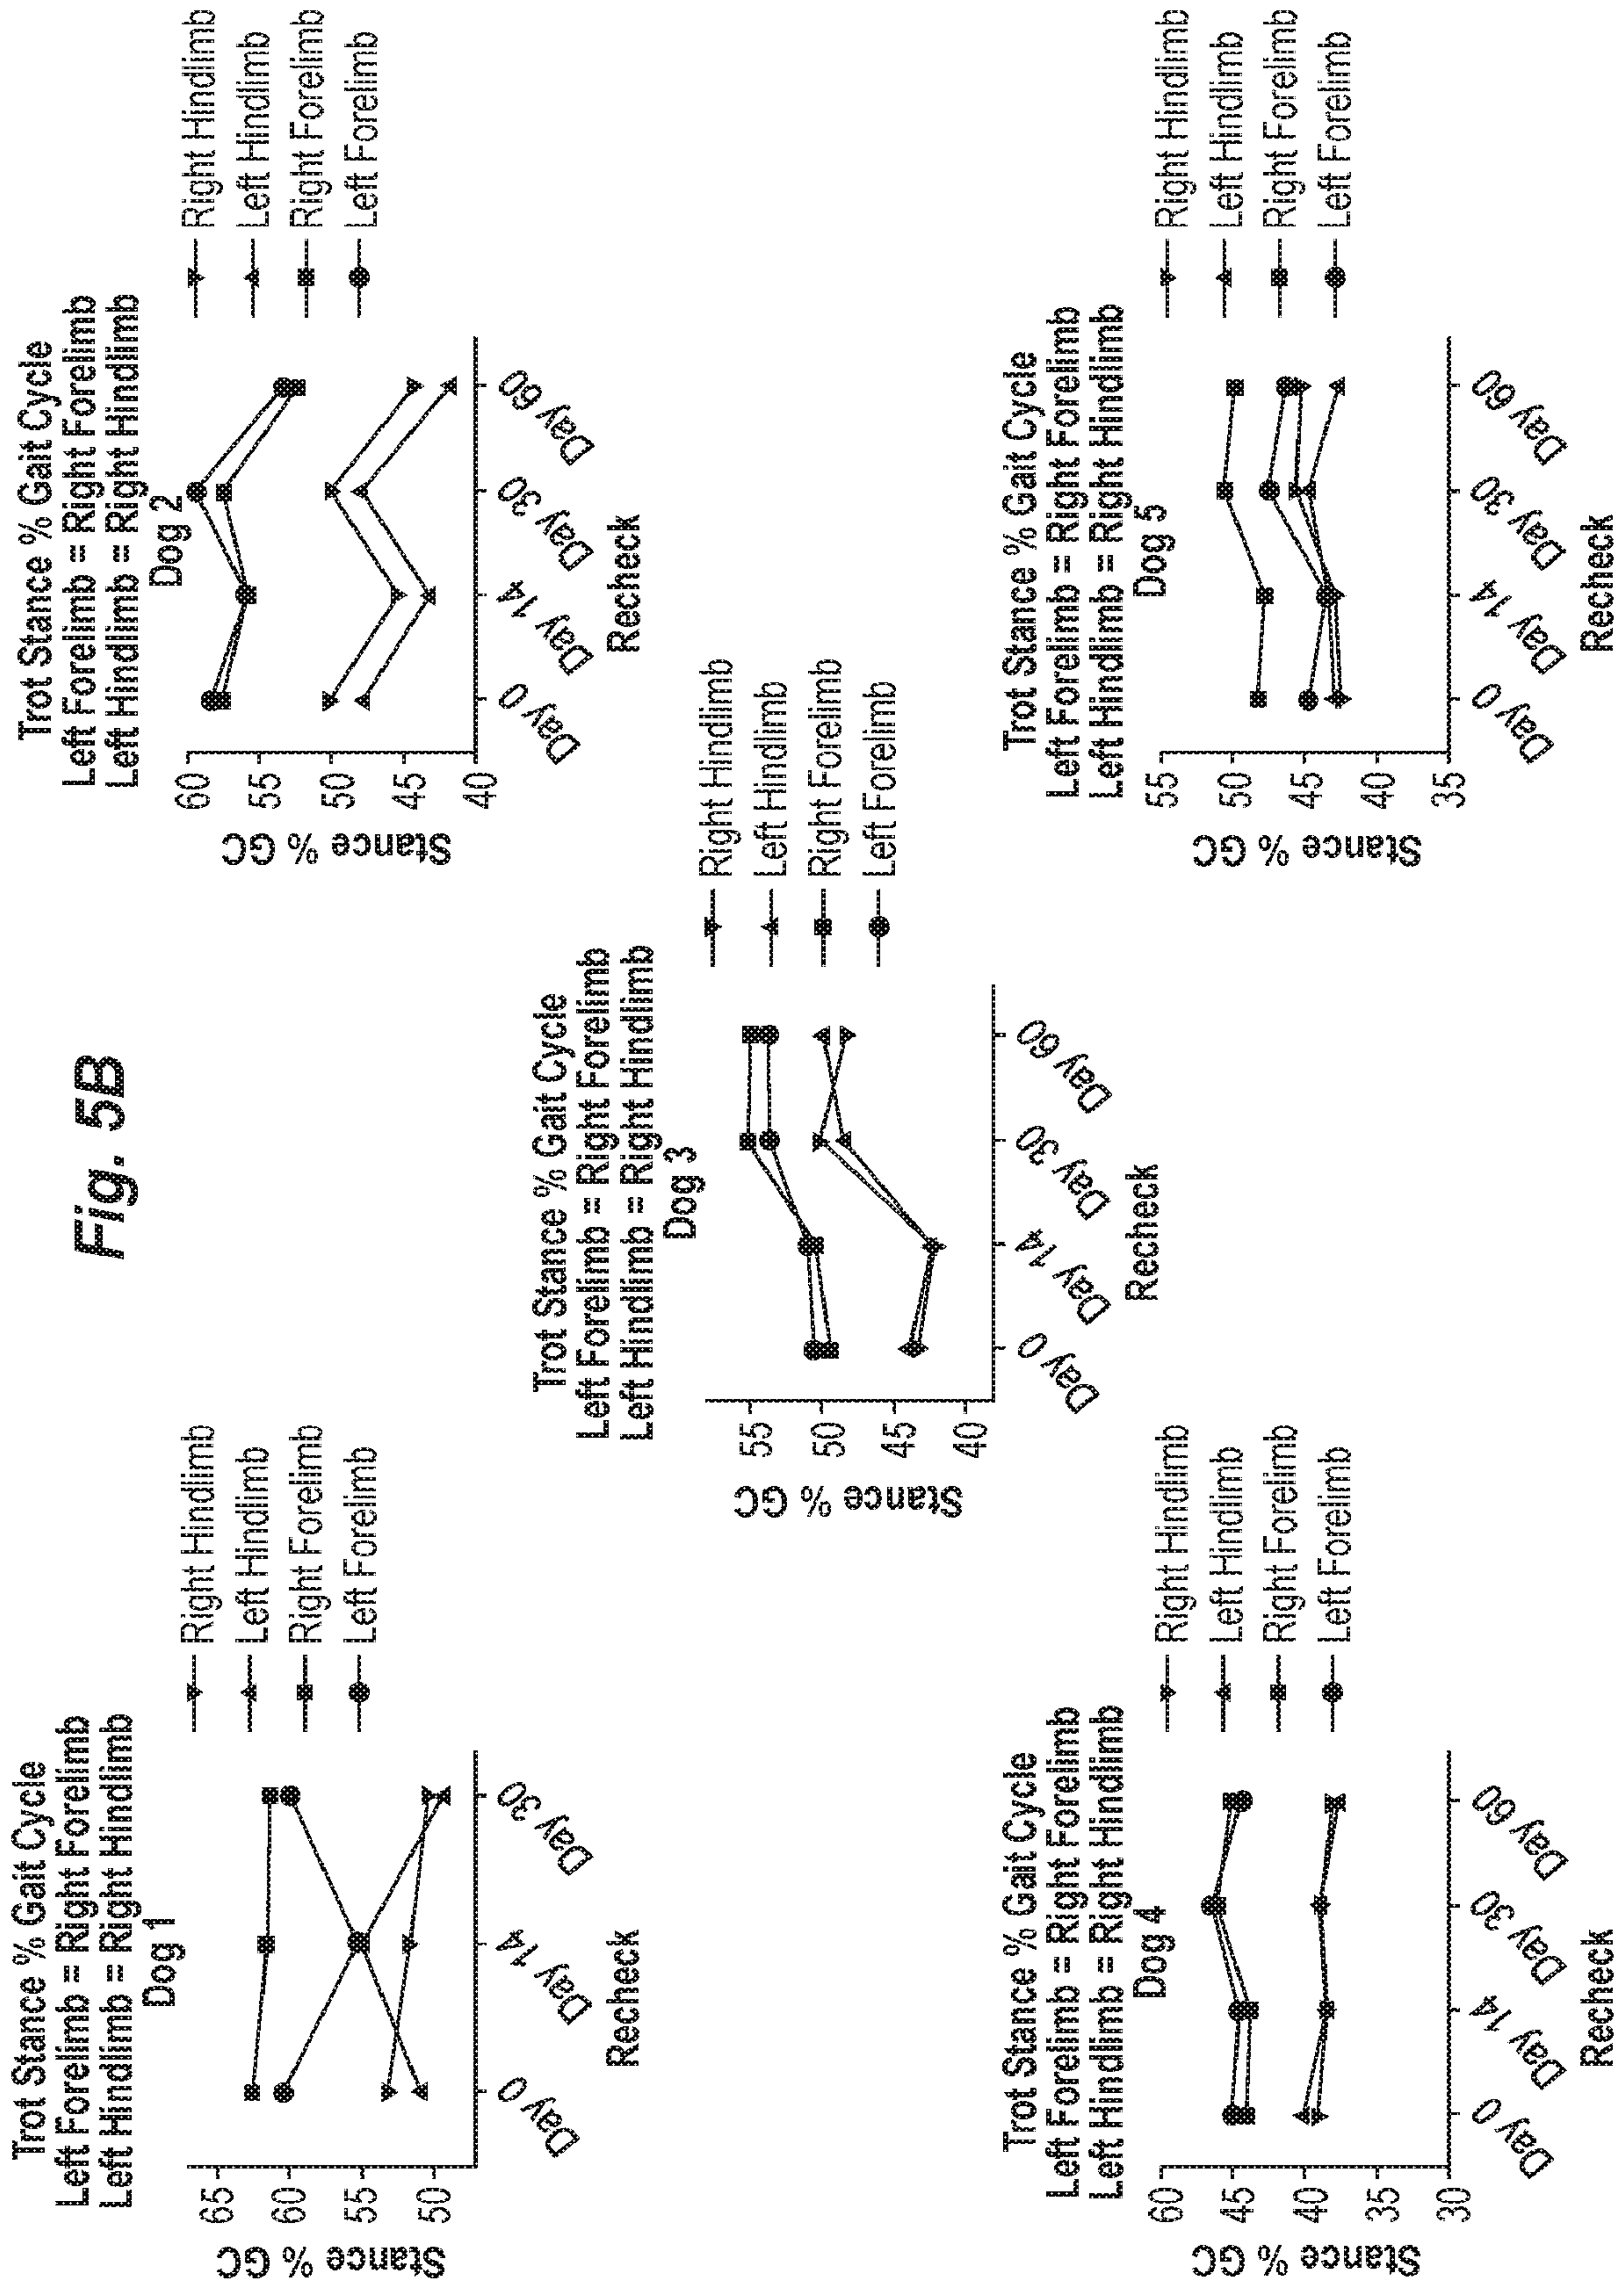 Fig. 5B
Trot Stance % Gait Cycle
Left Forelimb = Right Forelimb
Left Hindlimb = Right Hindlimb
Dog 1
Stance % GC
65
60
55
50
Day 0
Day 14
Day 30
Recheck
Right Hindlimb
Left Hindlimb
Right Forelimb
Left Forelimb
Trot Stance % Gait Cycle
Left Forelimb = Right Forelimb
Left Hindlimb = Right Hindlimb
Dog 2
Stance % GC
60
55
50
45
40
Day 0
Day 14
Day 30
Day 60
Recheck
Right Hindlimb
Left Hindlimb
Right Forelimb
Left Forelimb
Trot Stance % Gait Cycle
Left Forelimb = Right Forelimb
Left Hindlimb = Right Hindlimb
Dog 3
Stance % GC
55
50
45
40
Day 0
Day 14
Day 30
Day 60
Recheck
Right Hindlimb
Left Hindlimb
Right Forelimb
Left Forelimb
Trot Stance % Gait Cycle
Left Forelimb = Right Forelimb
Left Hindlimb = Right Hindlimb
Dog 4
Stance % GC
60
45
40
35
30
Day 0
Day 14
Day 30
Day 60
Recheck
Right Hindlimb
Left Hindlimb
Right Forelimb
Left Forelimb
Trot Stance % Gait Cycle
Left Forelimb = Right Forelimb
Left Hindlimb = Right Hindlimb
Dog 5
Stance % GC
55
50
45
40
35
Day 0
Day 14
Day 30
Day 60
Recheck
Right Hindlimb
Left Hindlimb
Right Forelimb
Left Forelimb